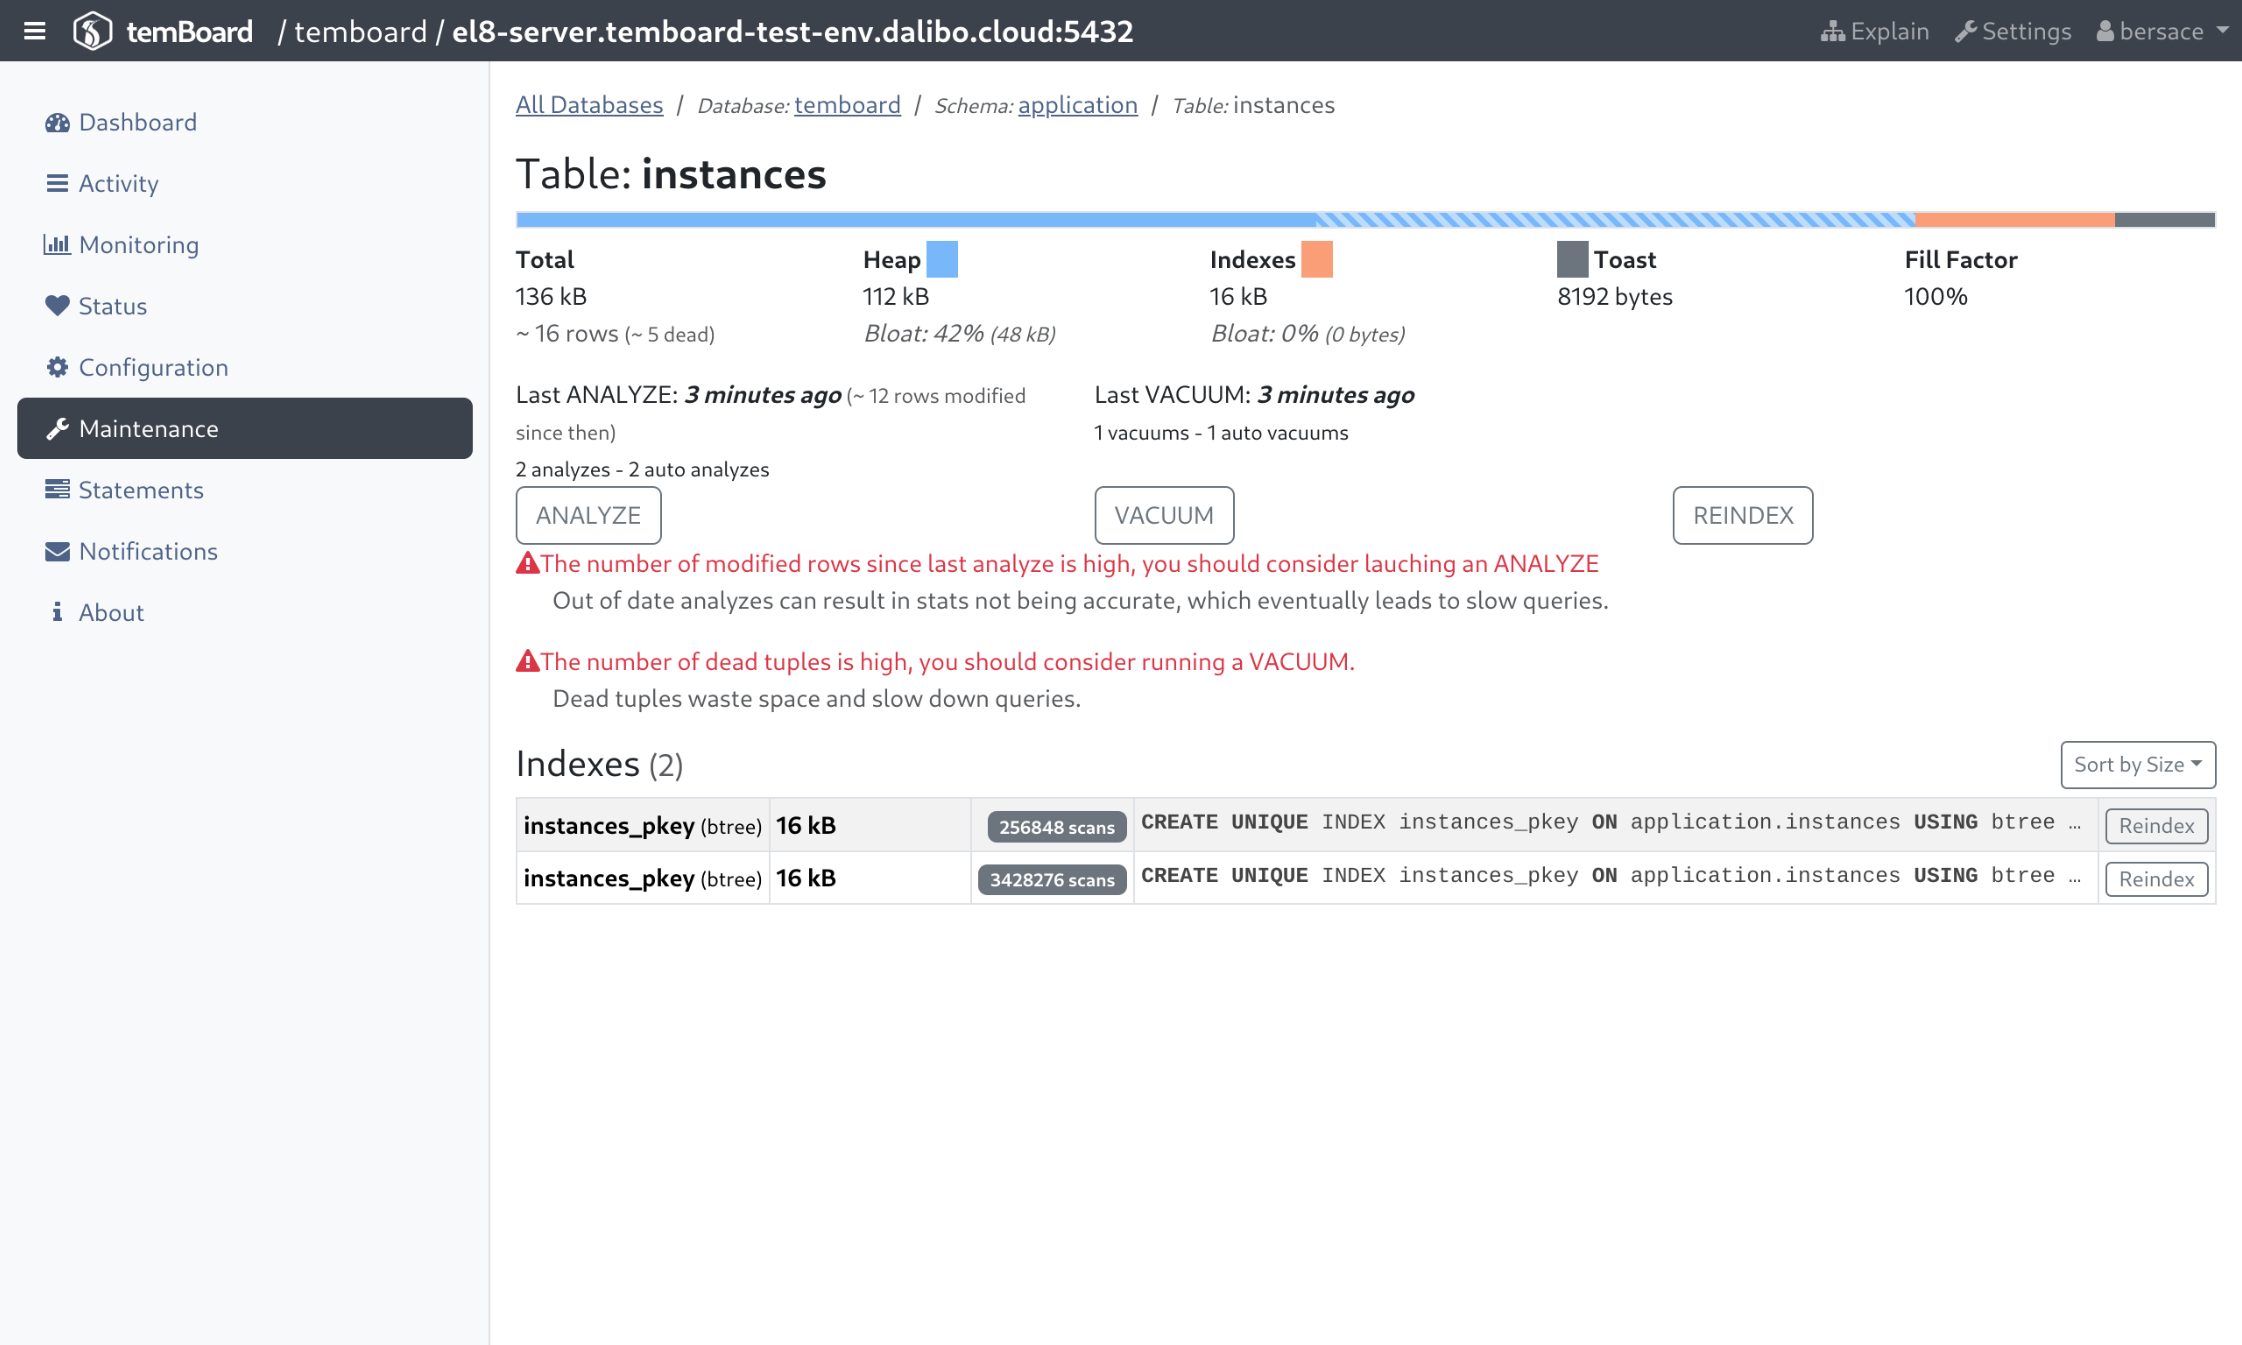 temBoard / temboard / el8-server.temboard-test-env.dalibo.cloud:5432
Explain Settings bersace
Dashboard
Activity
Monitoring
Status
Configuration
Maintenance
Statements
Notifications
About
All Databases / Database: temboard / Schema: application / Table: instances
Table: instances
Total Heap Indexes Toast Fill Factor
136 kB 112 kB 16 kB 8192 bytes 100%
~ 16 rows (~ 5 dead) Bloat: 42% (48 kB) Bloat: 0% (0 bytes)
Last ANALYZE: 3 minutes ago (~ 12 rows modified
since then)
2 analyzes - 2 auto analyzes
Last VACUUM: 3 minutes ago
1 vacuums - 1 auto vacuums
ANALYZE VACUUM REINDEX
The number of modified rows since last analyze is high, you should consider lauching an ANALYZE
Out of date analyzes can result in stats not being accurate, which eventually leads to slow queries.
The number of dead tuples is high, you should consider running a VACUUM.
Dead tuples waste space and slow down queries.
Indexes (2) Sort by Size
instances_pkey (btree) 16 kB 256848 scans CREATE UNIQUE INDEX instances_pkey ON application.instances USING btree … Reindex
instances_pkey (btree) 16 kB 3428276 scans CREATE UNIQUE INDEX instances_pkey ON application.instances USING btree … Reindex